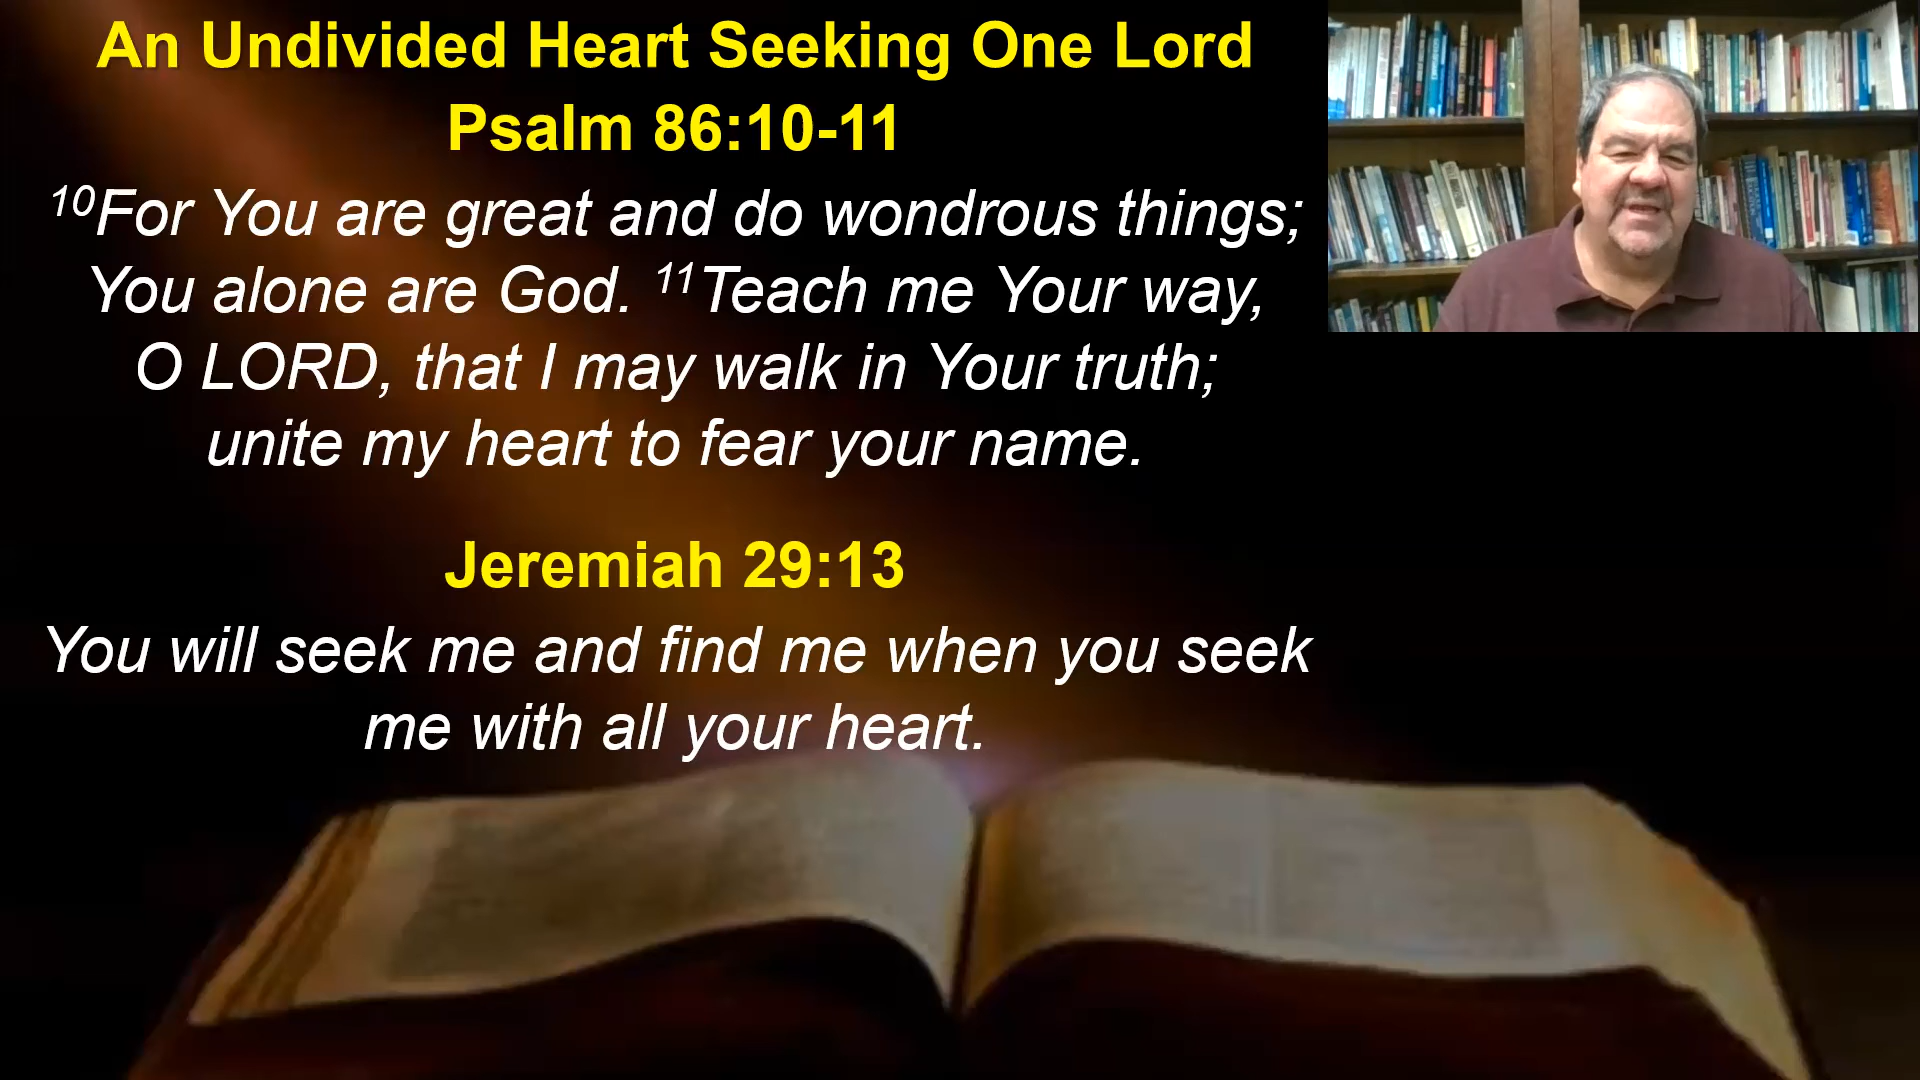 An Undivided Heart Seeking One Lord
Psalm 86:10-11
10For You are great and do wondrous things;
You alone are God. 11Teach me Your way,
O LORD, that I may walk in Your truth;
unite my heart to fear your name.
Jeremiah 29:13
You will seek me and find me when you seek
me with all your heart.